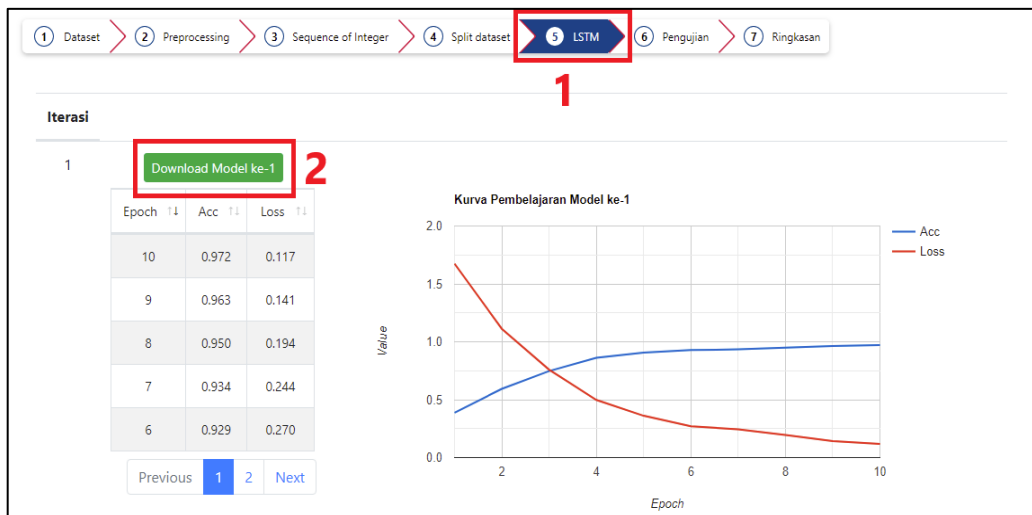 1 Dataset 2 Preprocessing 3 Sequence of Integer 4 Split dataset 5 LSTM 6 Pengujian 7 Ringkasan
1
Iterasi
1
Download Model ke-1
2
Epoch Acc Loss
10 0.972 0.117
9 0.963 0.141
8 0.950 0.194
7 0.934 0.244
6 0.929 0.270
Previous 1 2 Next
Kurva Pembelajaran Model ke-1
2.0
1.5
1.0
0.5
0.0
Value
2 4 6 8 10
Epoch
Acc
Loss